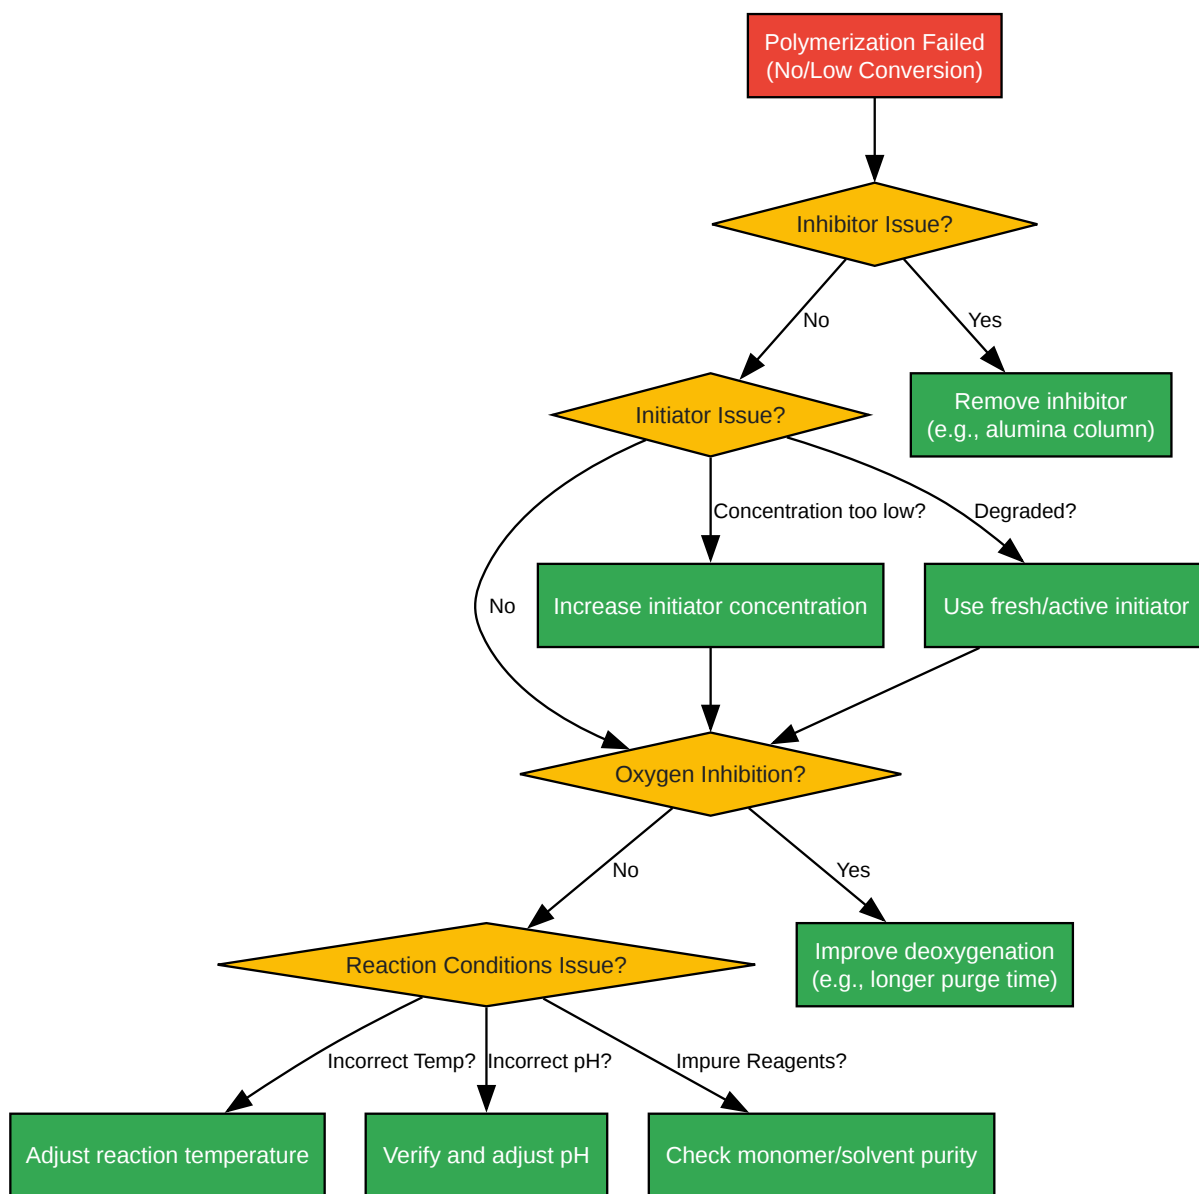 Polymerization Failed
(No/Low Conversion)
Inhibitor Issue?
No
Yes
Initiator Issue?
Remove inhibitor
(e.g., alumina column)
Concentration too low?
Degraded?
No
Increase initiator concentration
Use fresh/active initiator
Oxygen Inhibition?
No
Yes
Reaction Conditions Issue?
Improve deoxygenation
(e.g., longer purge time)
Incorrect Temp?
Incorrect pH?
Impure Reagents?
Adjust reaction temperature
Verify and adjust pH
Check monomer/solvent purity